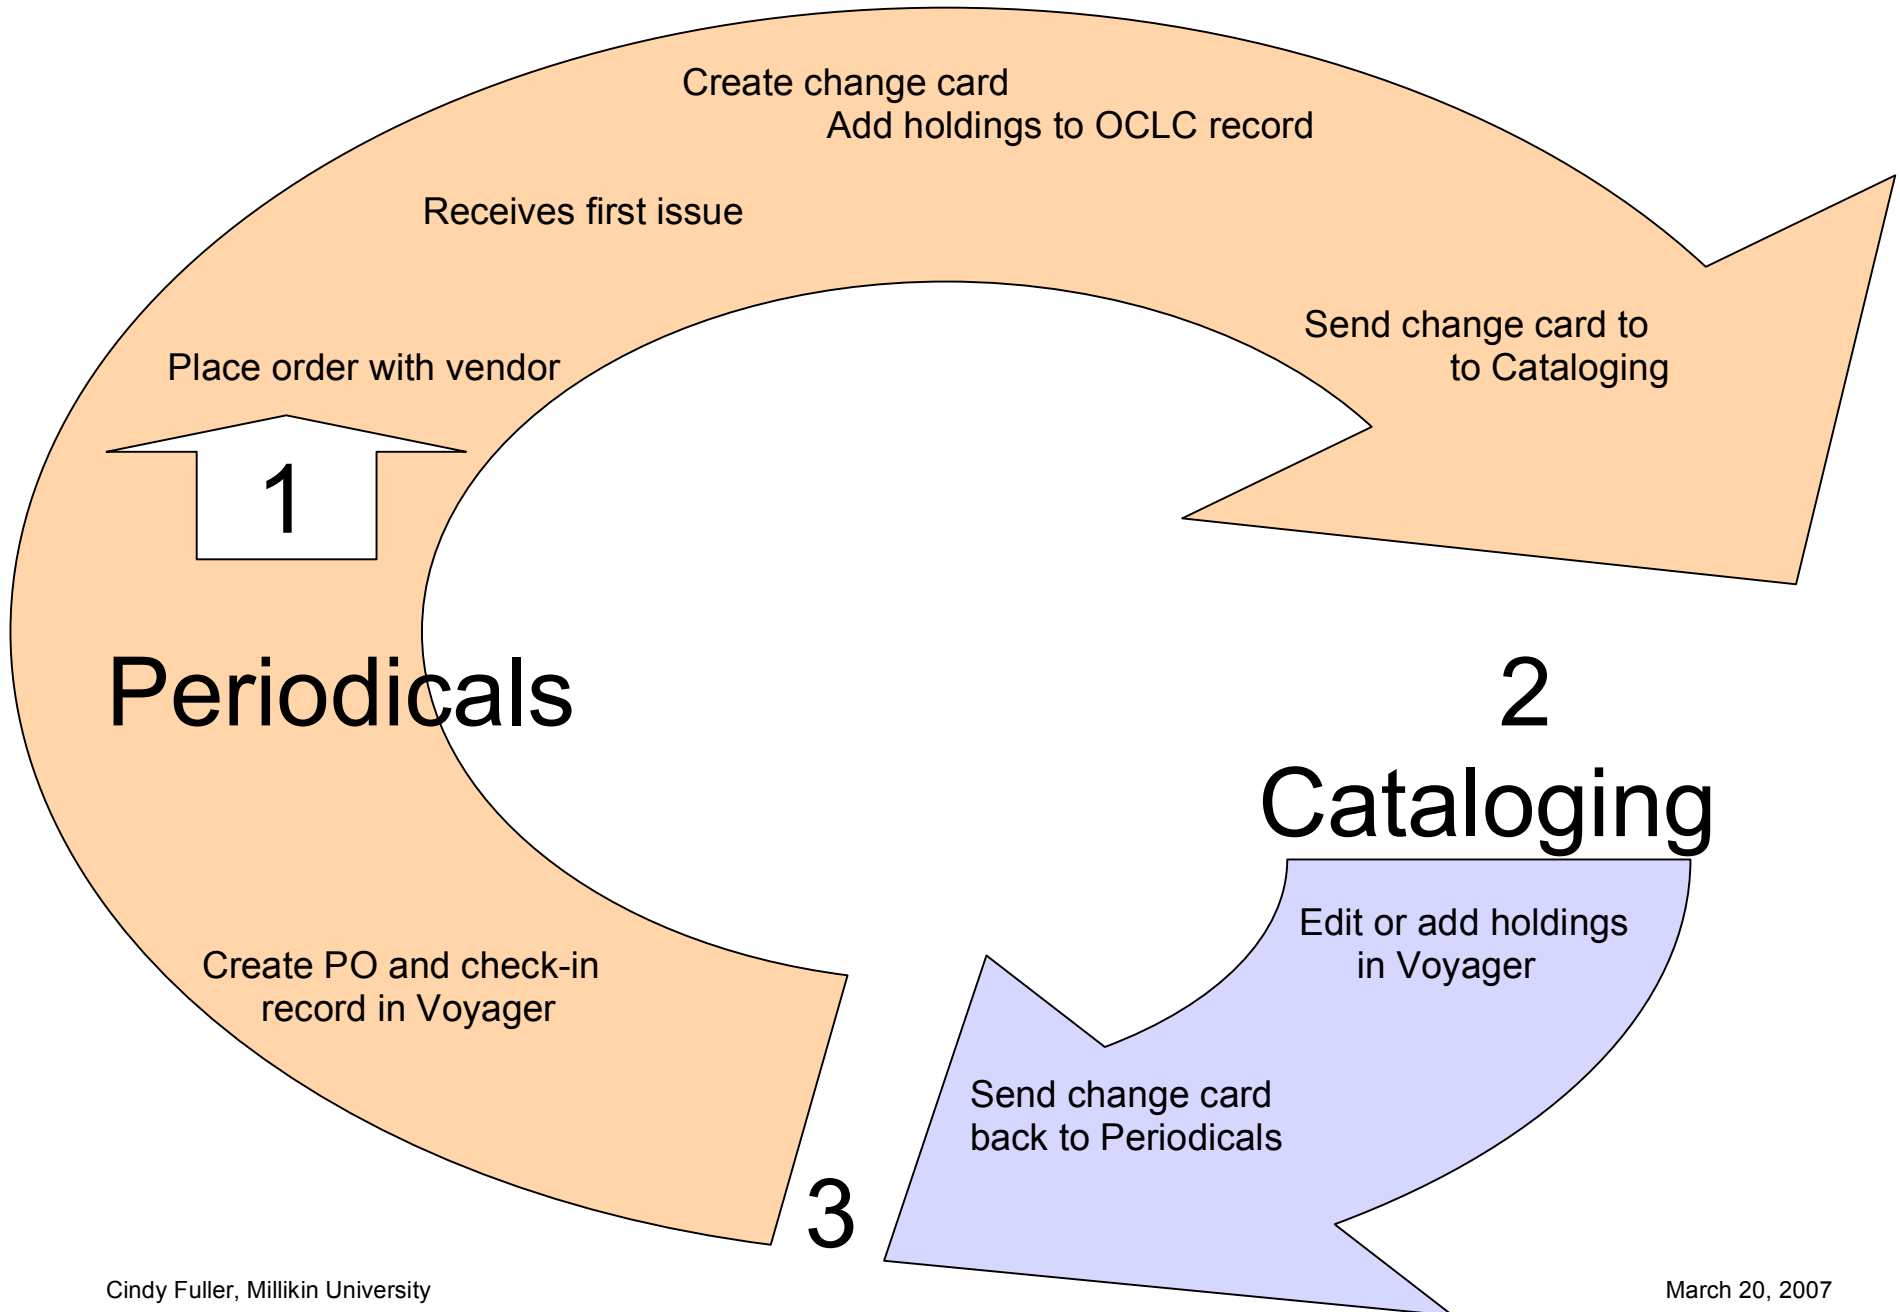 Create change card
Add holdings to OCLC record
Receives first issue
Send change card to
to Cataloging
Place order with vendor
1
Periodicals
2
Cataloging
Edit or add holdings
in Voyager
Create PO and check-in
record in Voyager
Send change card
back to Periodicals
3
Cindy Fuller, Millikin University
March 20, 2007